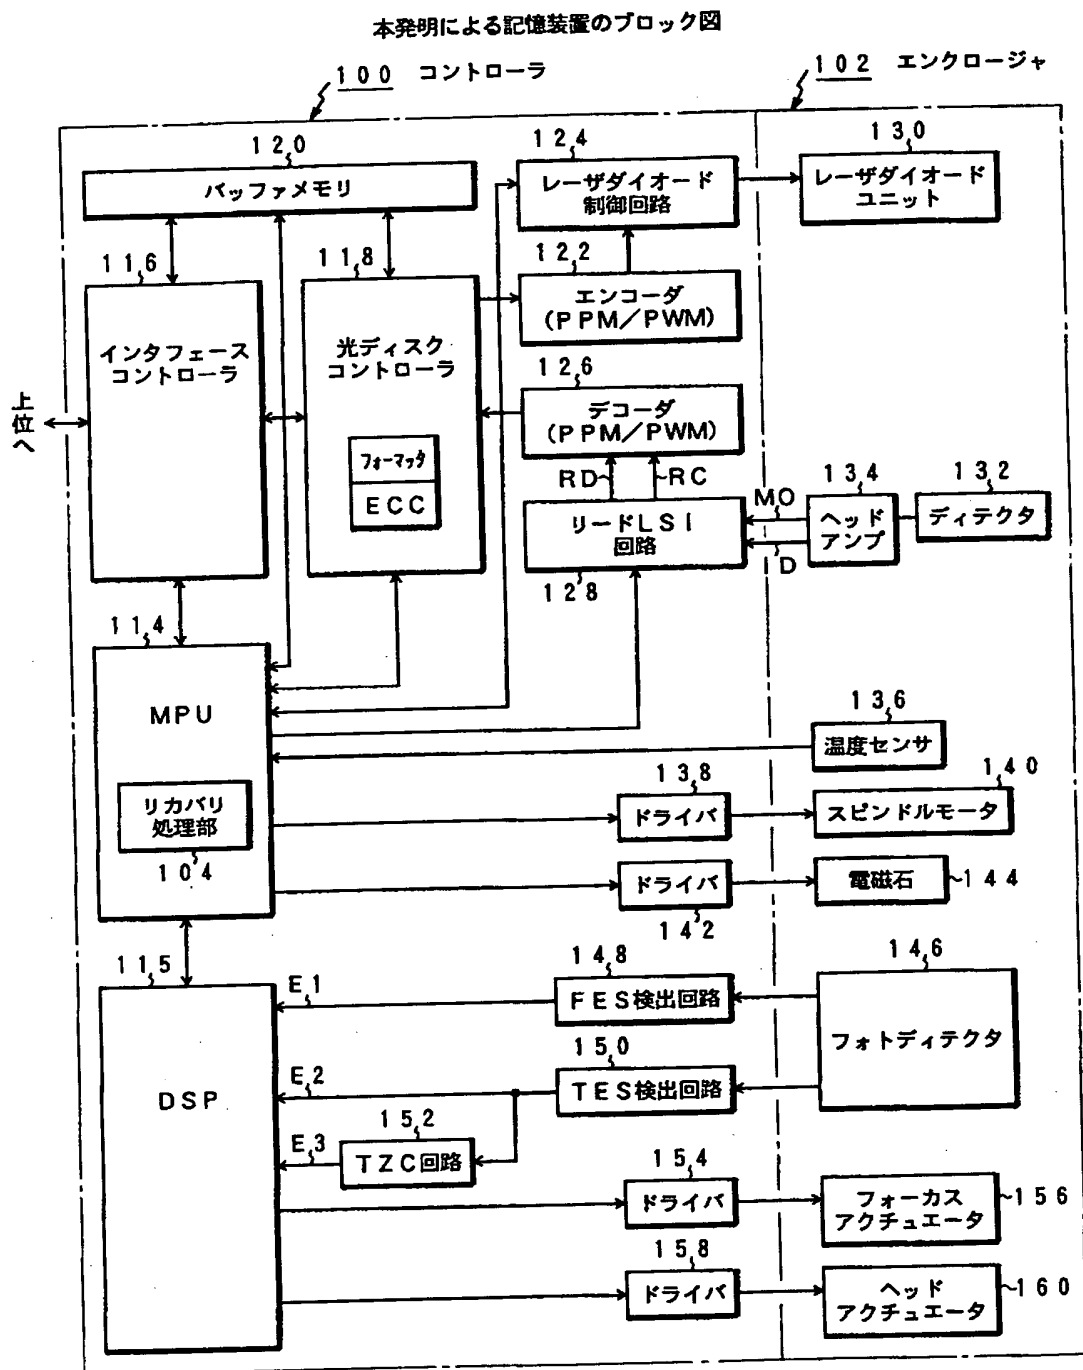 本発明による記憶装置のブロック図
100 コントローラ
102 エンクロージャ
120
バッファメモリ
124
レーザダイオード
制御回路
130
レーザダイオード
ユニット
116
インタフェース
コントローラ
118
光ディスク
コントローラ
フォーマッタ
ECC
122
エンコーダ
(PPM/PWM)
126
デコーダ
(PPM/PWM)
上位へ
RD
RC
リードLSI
回路
128
MO
D
134
ヘッド
アンプ
132
ディテクタ
114
MPU
リカバリ
処理部
104
136
温度センサ
138
ドライバ
140
スピンドルモータ
ドライバ
142
電磁石
144
115
DSP
E1
148
FES検出回路
146
フォトディテクタ
E2
150
TES検出回路
E3
152
TZC回路
154
ドライバ
フォーカス
アクチュエータ
156
158
ドライバ
ヘッド
アクチュエータ
160